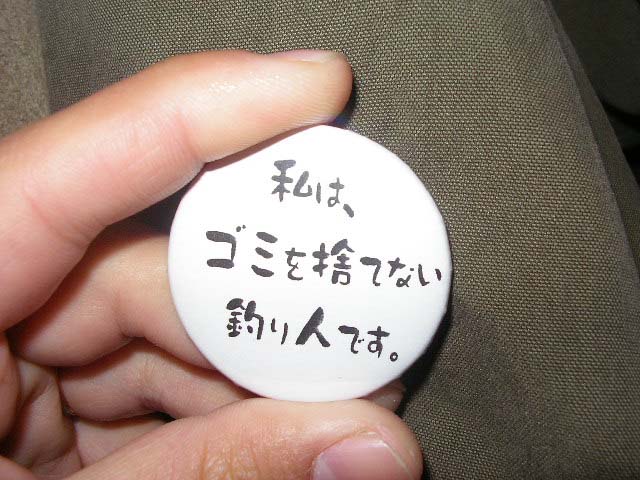 私は、
ゴミを捨てない
釣り人です。